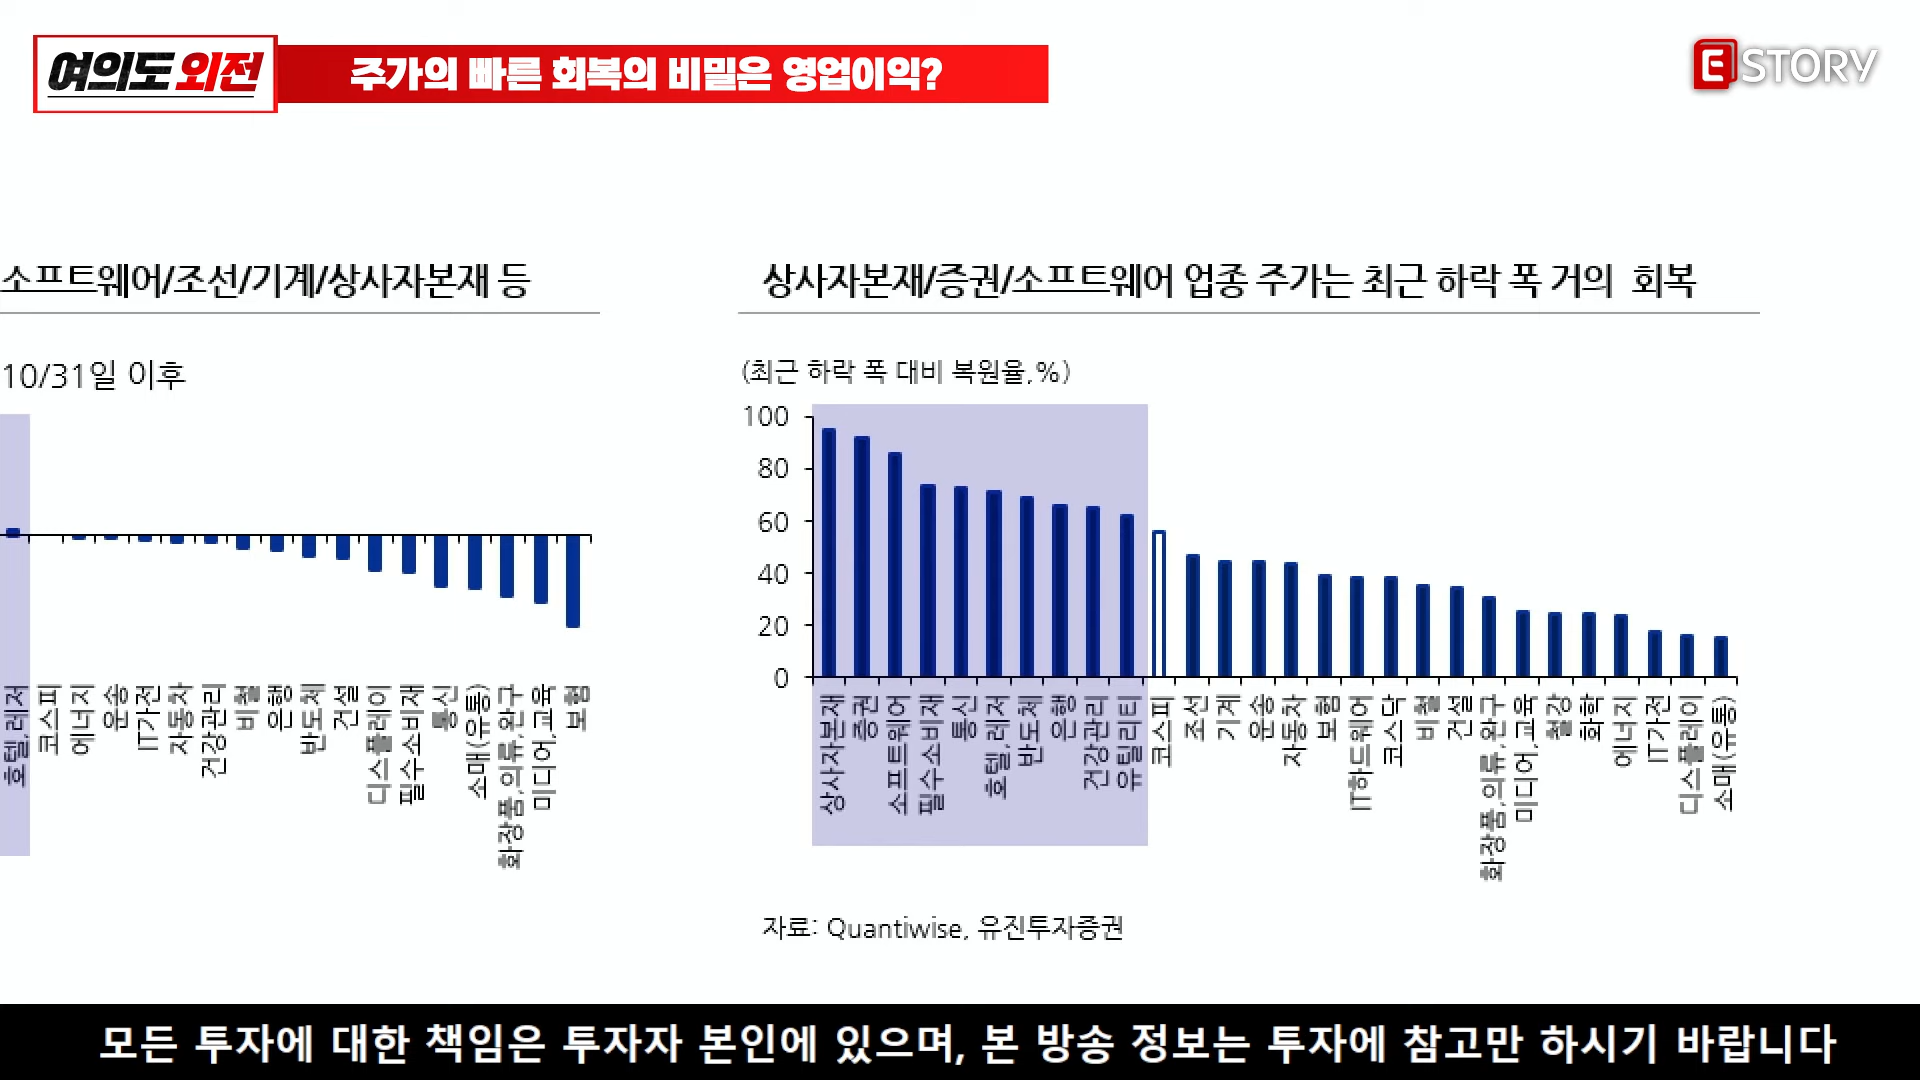 여의도 외전
주가의 빠른 회복의 비밀은 영업이익?
E STORY
소프트웨어/조선/기계/상사자본재 등
10/31일 이후
호텔,레저
코스피
에너지
운송
IT가전
자동차
건강관리
비철
은행
반도체
건설
디스플레이
필수소비재
통신
소매(유통)
화장품,의류,완구
미디어,교육
보험
상사자본재/증권/소프트웨어 업종 주가는 최근 하락 폭 거의 회복
(최근 하락 폭 대비 복원율,%)
100
80
60
40
20
0
상사자본재
증권
소프트웨어
필수소비재
통신
호텔,레저
반도체
은행
건강관리
유틸리티
코스피
조선
기계
운송
자동차
보험
IT하드웨어
코스닥
비철
건설
화장품,의류,완구
미디어,교육
철강
화학
에너지
IT가전
디스플레이
소매(유통)
자료: Quantiwise, 유진투자증권
모든 투자에 대한 책임은 투자자 본인에 있으며, 본 방송 정보는 투자에 참고만 하시기 바랍니다